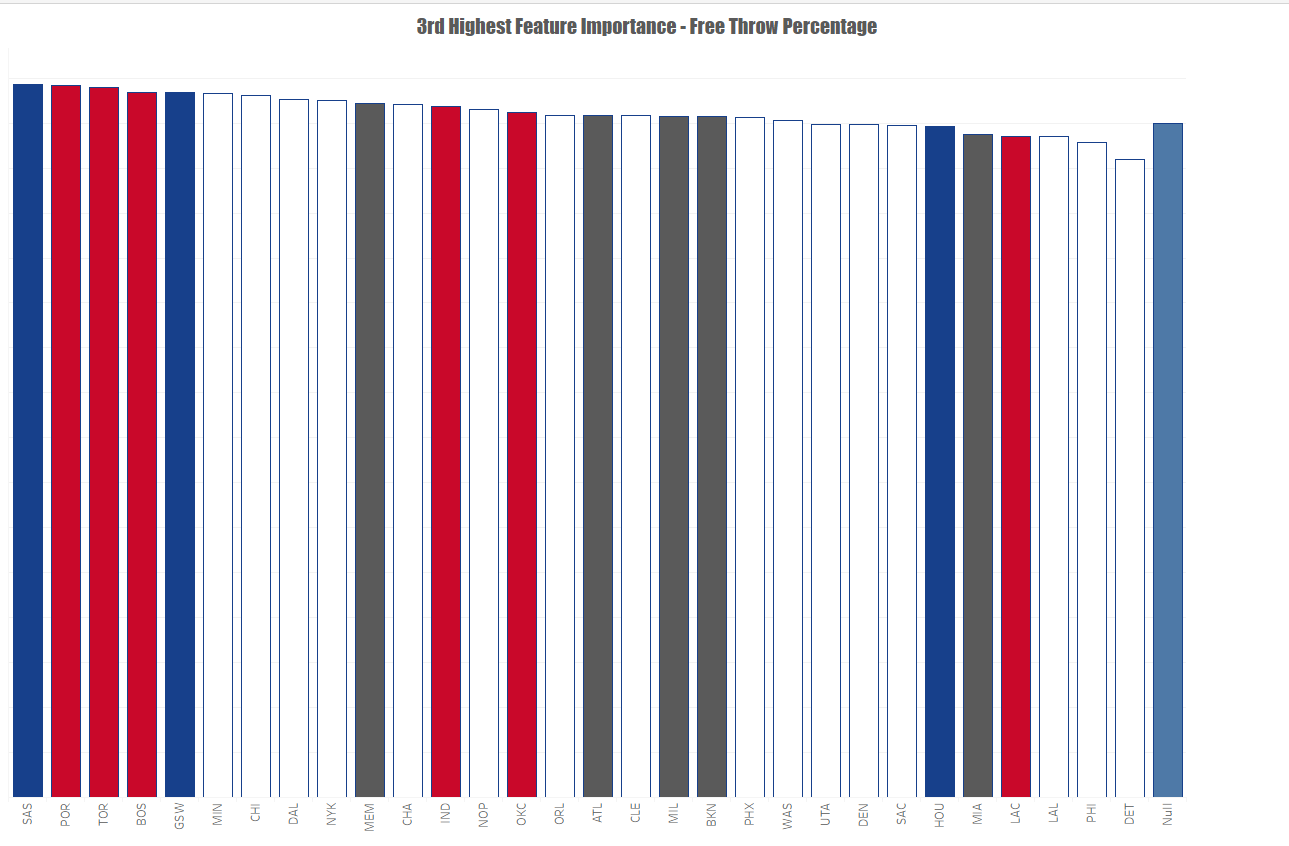 3rd Highest Feature Importance - Free Throw Percentage
SAS
POR
TOR
BOS
GSW
MIN
CHI
DAL
NYK
MEM
CHA
IND
NOP
OKC
ORL
ATL
CLE
MIL
BKN
PHX
WAS
UTA
DEN
SAC
HOU
MIA
LAC
LAL
PHI
DET
Null